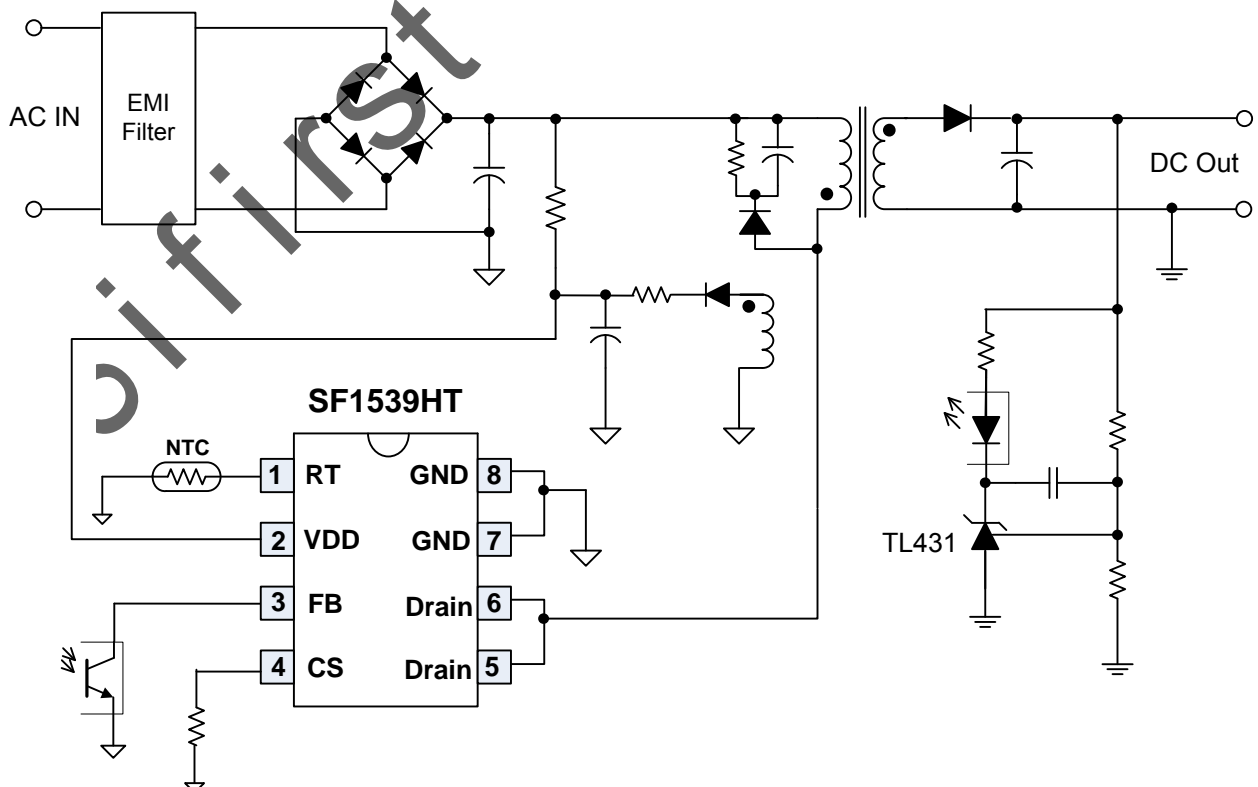 AC IN
EMI
Filter
DC Out
SF1539HT
NTC
1 RT GND 8
2 VDD GND 7
3 FB Drain 6
4 CS Drain 5
TL431
ifirst